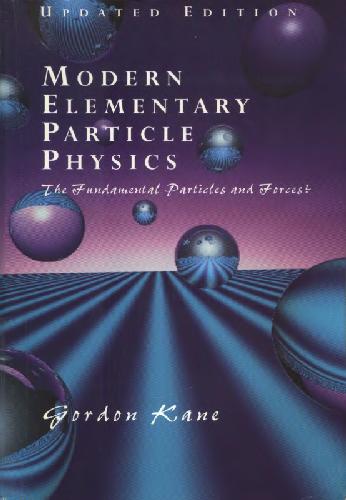 UPDATED EDITION
MODERN
ELEMENTARY
PARTICLE
PHYSICS
The Fundamental Particles and Forces?
Gordon Kane